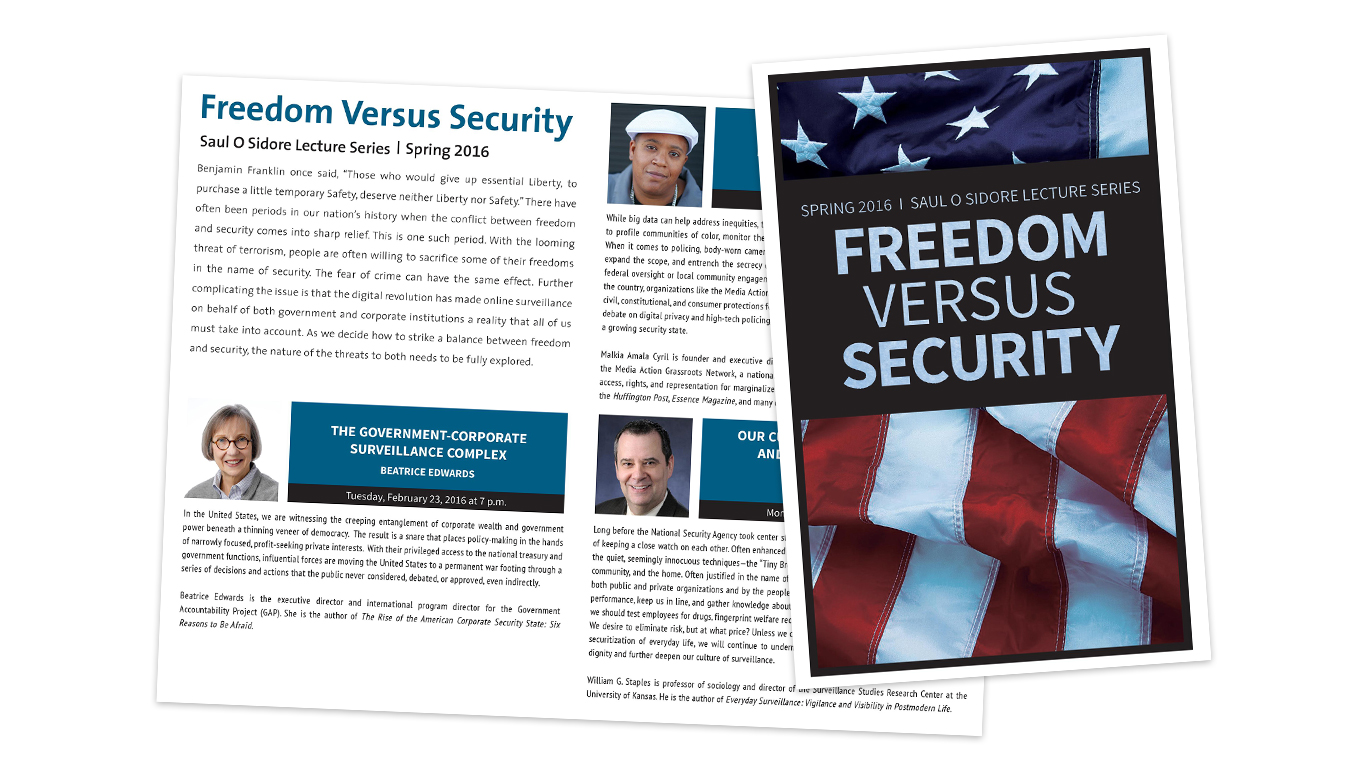 Freedom Versus Security
Saul O Sidore Lecture Series | Spring 2016
Benjamin Franklin once said, “Those who would give up essential Liberty, to
purchase a little temporary Safety, deserve neither Liberty nor Safety.” There have
often been periods in our nation’s history when the conflict between freedom
and security comes into sharp relief. This is one such period. With the looming
threat of terrorism, people are often willing to sacrifice some of their freedoms
in the name of security. The fear of crime can have the same effect. Further
complicating the issue is that the digital revolution has made online surveillance
on behalf of both government and corporate institutions a reality that all of us
must take into account. As we decide how to strike a balance between freedom
and security, the nature of the threats to both needs to be fully explored.
THE GOVERNMENT-CORPORATE
SURVEILLANCE COMPLEX
BEATRICE EDWARDS
Tuesday, February 23, 2016 at 7 p.m.
In the United States, we are witnessing the creeping entanglement of corporate wealth and government
power beneath a thinning veneer of democracy. The result is a snare that places policy-making in the hands
of narrowly focused, profit-seeking private interests. With their privileged access to the national treasury and
government functions, influential forces are moving the United States to a permanent war footing through a
series of decisions and actions that the public never considered, debated, or approved, even indirectly.
Beatrice Edwards is the executive director and international program director for the Government
Accountability Project (GAP). She is the author of The Rise of the American Corporate Security State: Six
Reasons to Be Afraid.
While big data can help address inequities,
to profile communities of color, monitor the
When it comes to policing, body-worn camer
expand the scope, and entrench the secrecy
federal oversight or local community engagem
the country, organizations like the Media Action
civil, constitutional, and consumer protections f
debate on digital privacy and high-tech policing
a growing security state.
Malkia Amala Cyril is founder and executive di
the Media Action Grassroots Network, a national
access, rights, and representation for marginalize
the Huffington Post, Essence Magazine, and many
OUR CU
AND
Mon
Long before the National Security Agency took center st
of keeping a close watch on each other. Often enhanced
the quiet, seemingly innocuous techniques—the “Tiny Br
community, and the home. Often justified in the name of
both public and private organizations and by the people
performance, keep us in line, and gather knowledge about
we should test employees for drugs, fingerprint welfare rec
We desire to eliminate risk, but at what price? Unless we c
securitization of everyday life, we will continue to underm
dignity and further deepen our culture of surveillance.
William G. Staples is professor of sociology and director of the Surveillance Studies Research Center at the
University of Kansas. He is the author of Everyday Surveillance: Vigilance and Visibility in Postmodern Life.
SPRING 2016 | SAUL O SIDORE LECTURE SERIES
FREEDOM
VERSUS
SECURITY